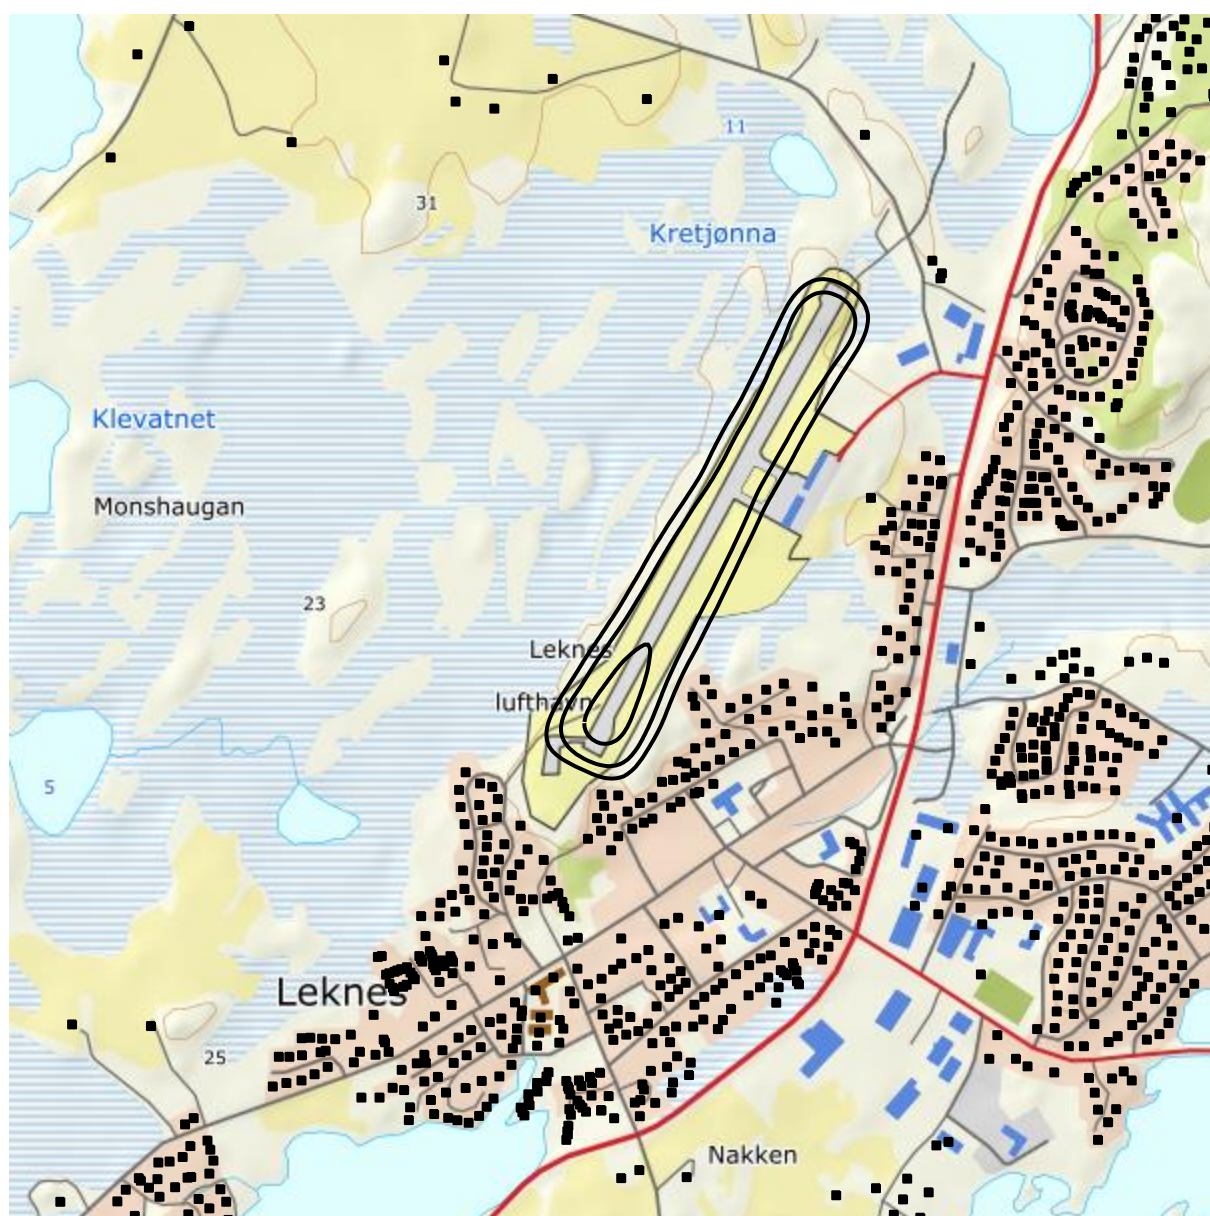 11
31
Kretjønna
Klevatnet
Monshaugan
23
Leknes
lufthavn
5
Leknes
25
Nakken